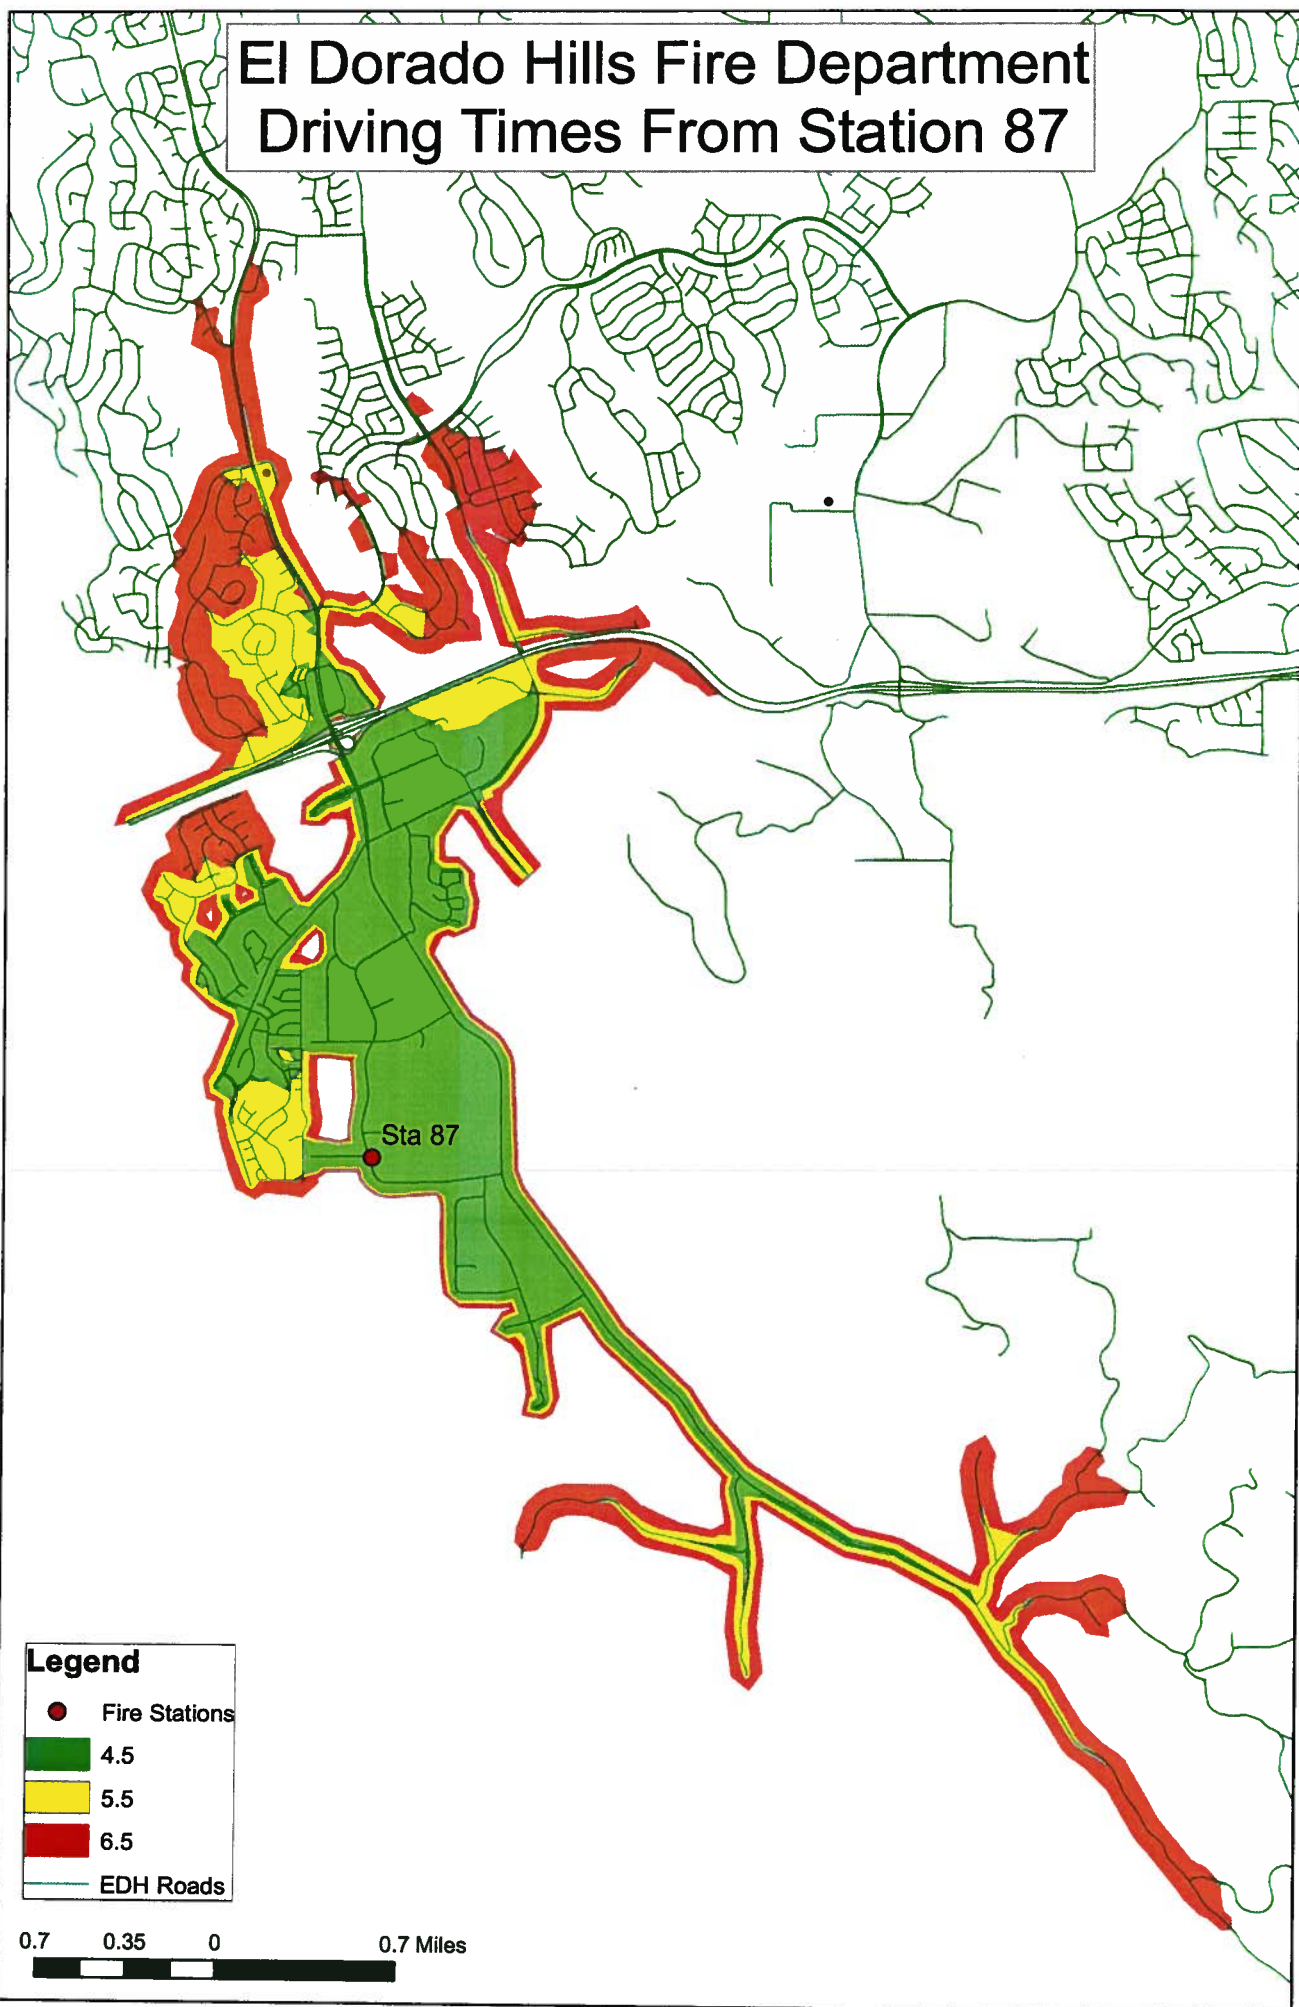 El Dorado Hills Fire Department
Driving Times From Station 87
Sta 87
Legend
Fire Stations
4.5
5.5
6.5
EDH Roads
0.7 0.35 0 0.7 Miles